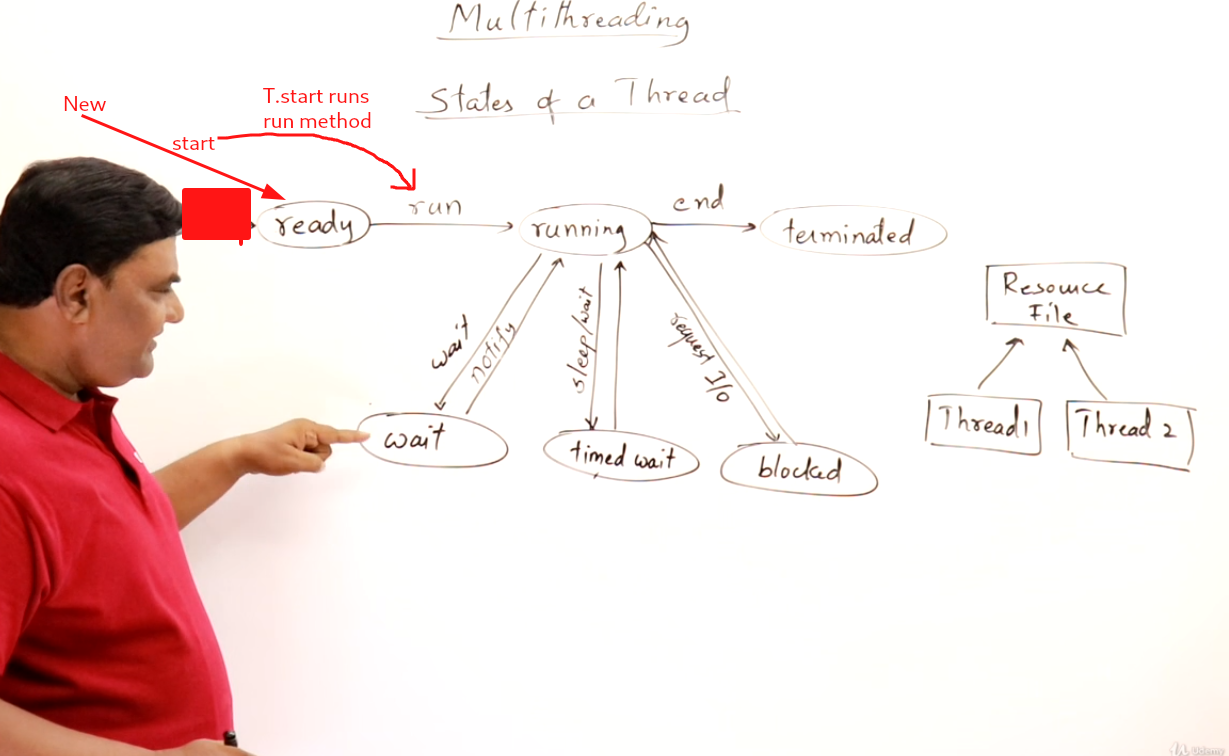 Multithreading
States of a Thread
New
T.start runs
run method
start
ready
run
running
end
terminated
wait
notify
sleep/wait
request I/o
wait
timed wait
blocked
Resource
File
Thread1
Thread 2
Udemy